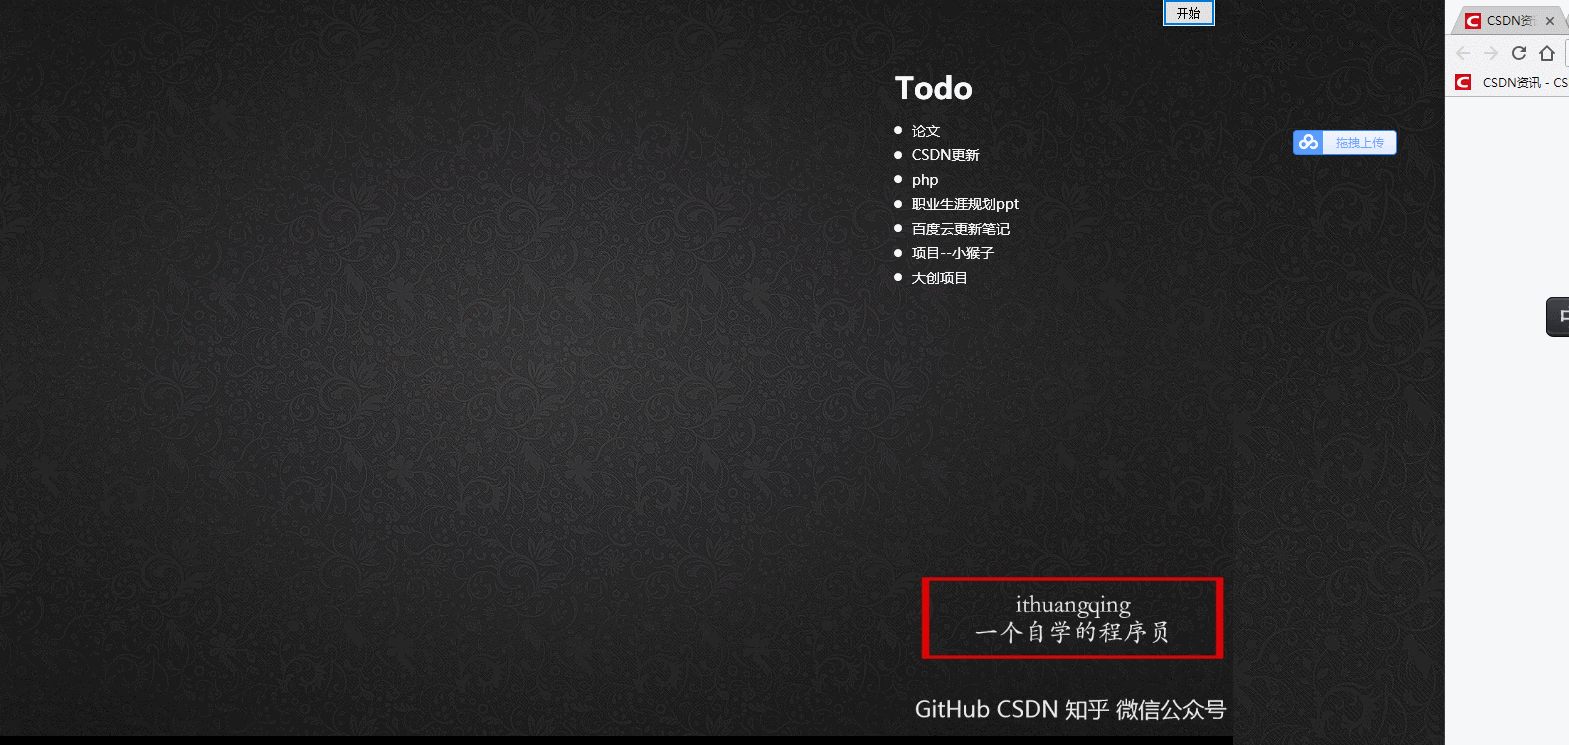 开始
CSDN资
CSDN资讯 - CS
Todo
论文
CSDN更新
php
职业生涯规划ppt
百度云更新笔记
项目--小猴子
大创项目
拖拽上传
ithuangqing
一个自学的程序员
GitHub CSDN 知乎 微信公众号